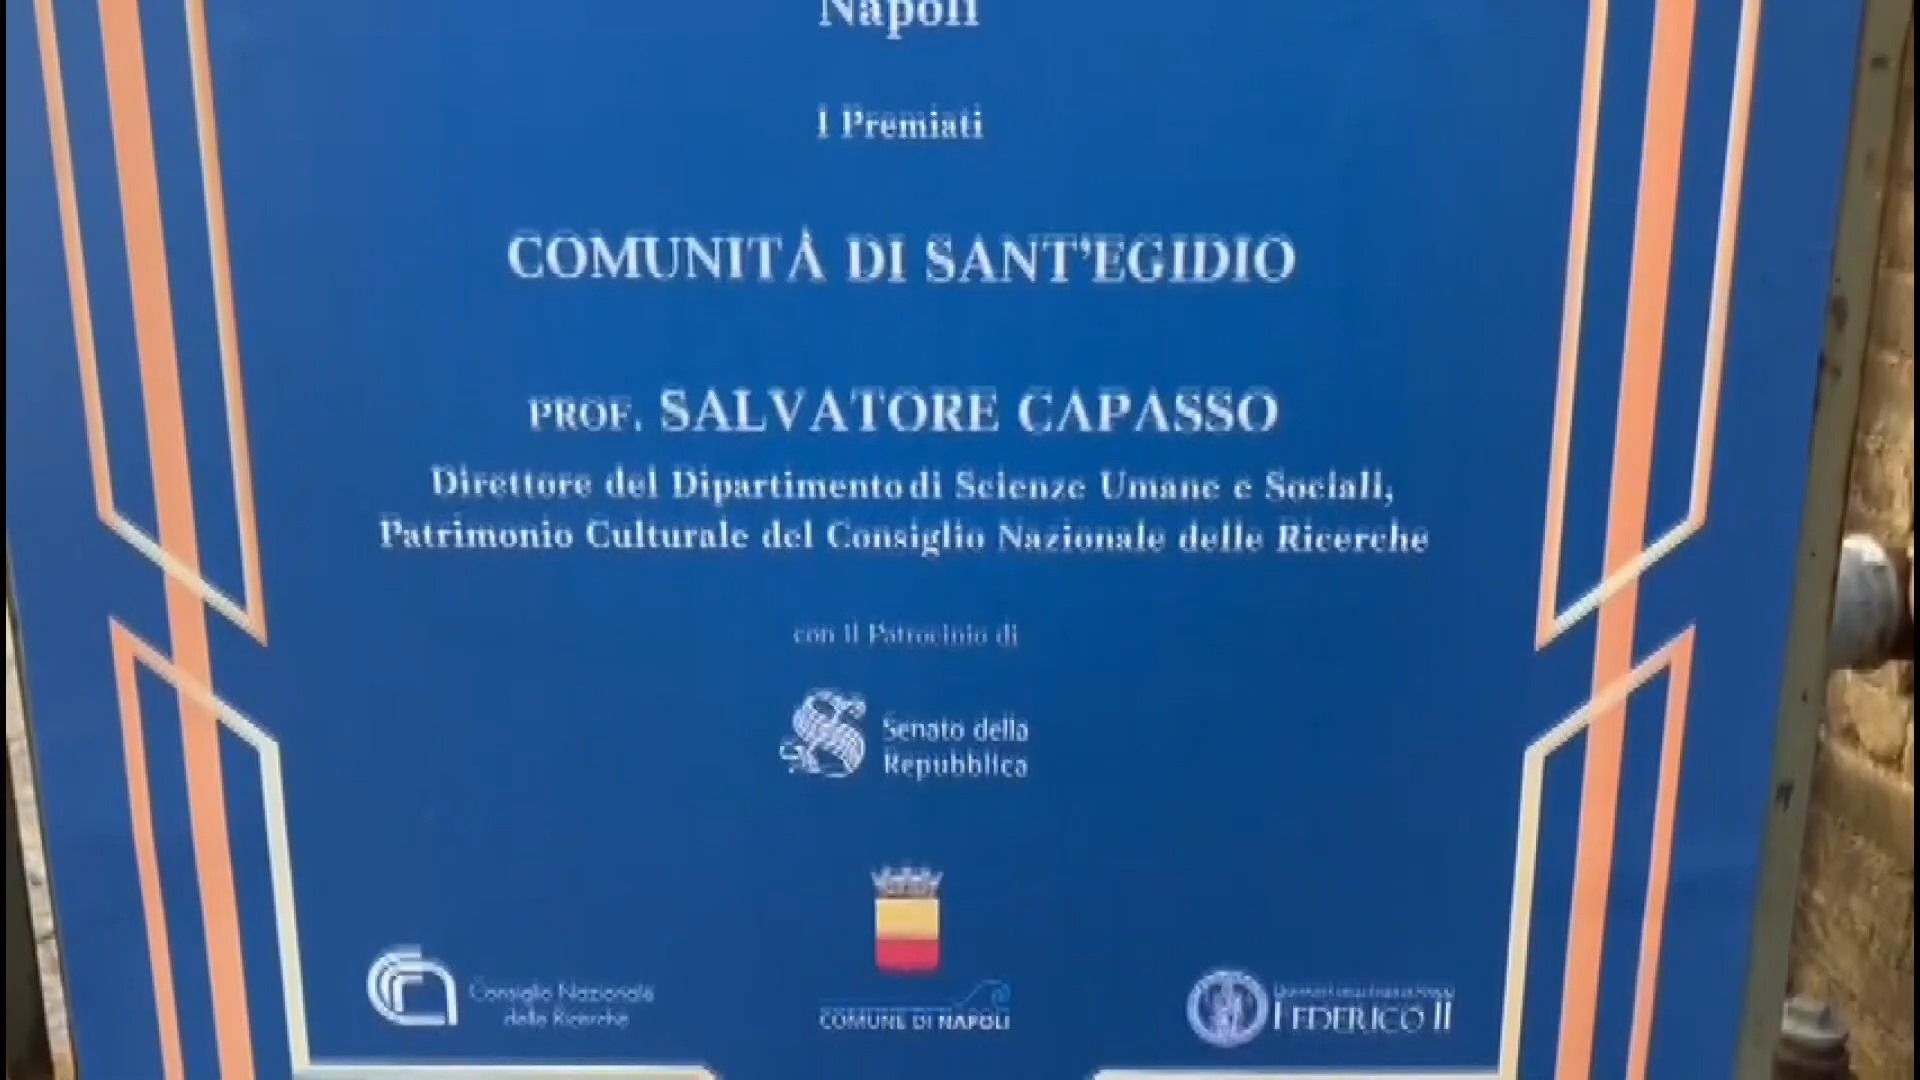 Napoli
I Premiati
COMUNITÀ DI SANT'EGIDIO
PROF. SALVATORE CAPASSO
Direttore del Dipartimento di Scienze Umane e Sociali,
Patrimonio Culturale del Consiglio Nazionale delle Ricerche
con il Patrocinio di
Senato della
Repubblica
Consiglio Nazionale
delle Ricerche
COMUNE DI NAPOLI
FEDERICO II